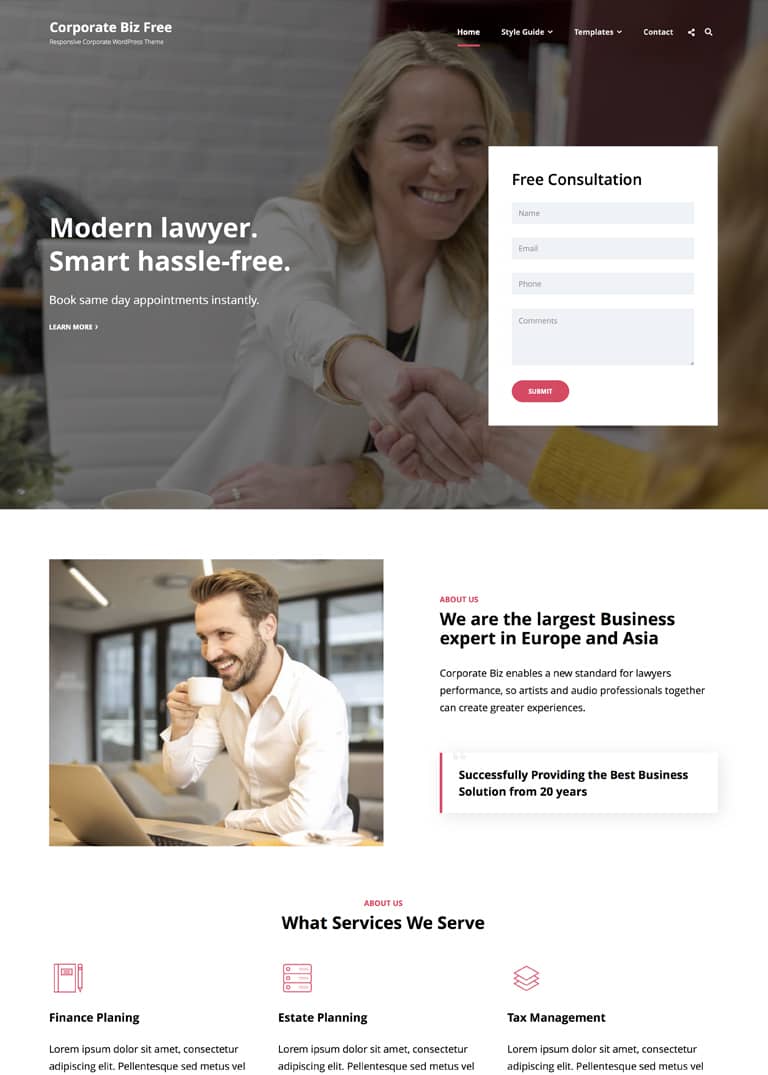 Corporate Biz Free
Responsive Corporate WordPress Theme
Home Style Guide Templates Contact
Free Consultation
Name
Email
Phone
Comments
SUBMIT
Modern lawyer.
Smart hassle-free.
Book same day appointments instantly.
LEARN MORE
ABOUT US
We are the largest Business
expert in Europe and Asia
Corporate Biz enables a new standard for lawyers
performance, so artists and audio professionals together
can create greater experiences.
Successfully Providing the Best Business
Solution from 20 years
ABOUT US
What Services We Serve
Finance Planing
Lorem ipsum dolor sit amet, consectetur
adipiscing elit. Pellentesque sed metus vel
Estate Planning
Lorem ipsum dolor sit amet, consectetur
adipiscing elit. Pellentesque sed metus vel
Tax Management
Lorem ipsum dolor sit amet, consectetur
adipiscing elit. Pellentesque sed metus vel